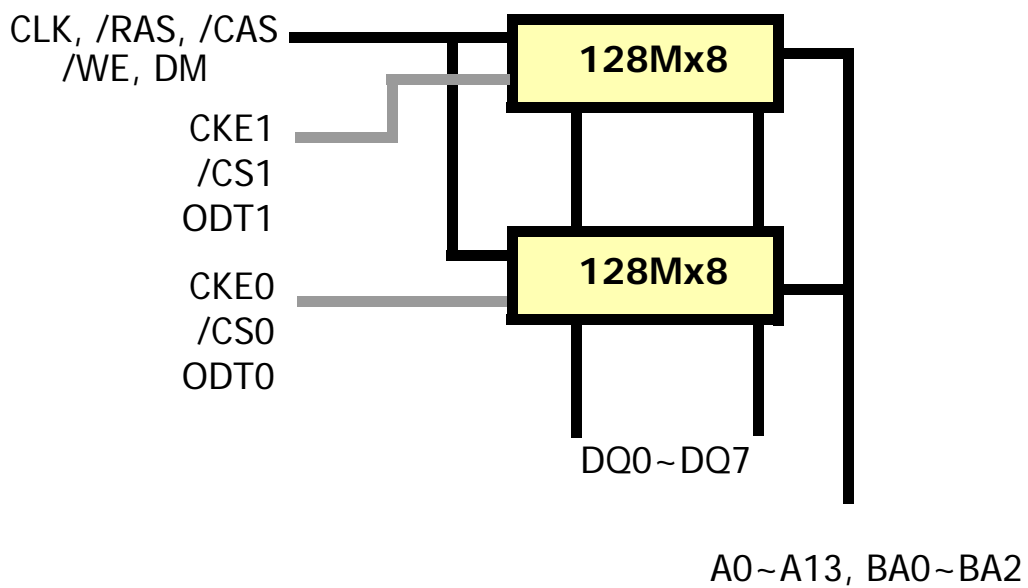 CLK, /RAS, /CAS
/WE, DM
128Mx8
CKE1
/CS1
ODT1
128Mx8
CKE0
/CS0
ODT0
DQ0~DQ7
A0~A13, BA0~BA2